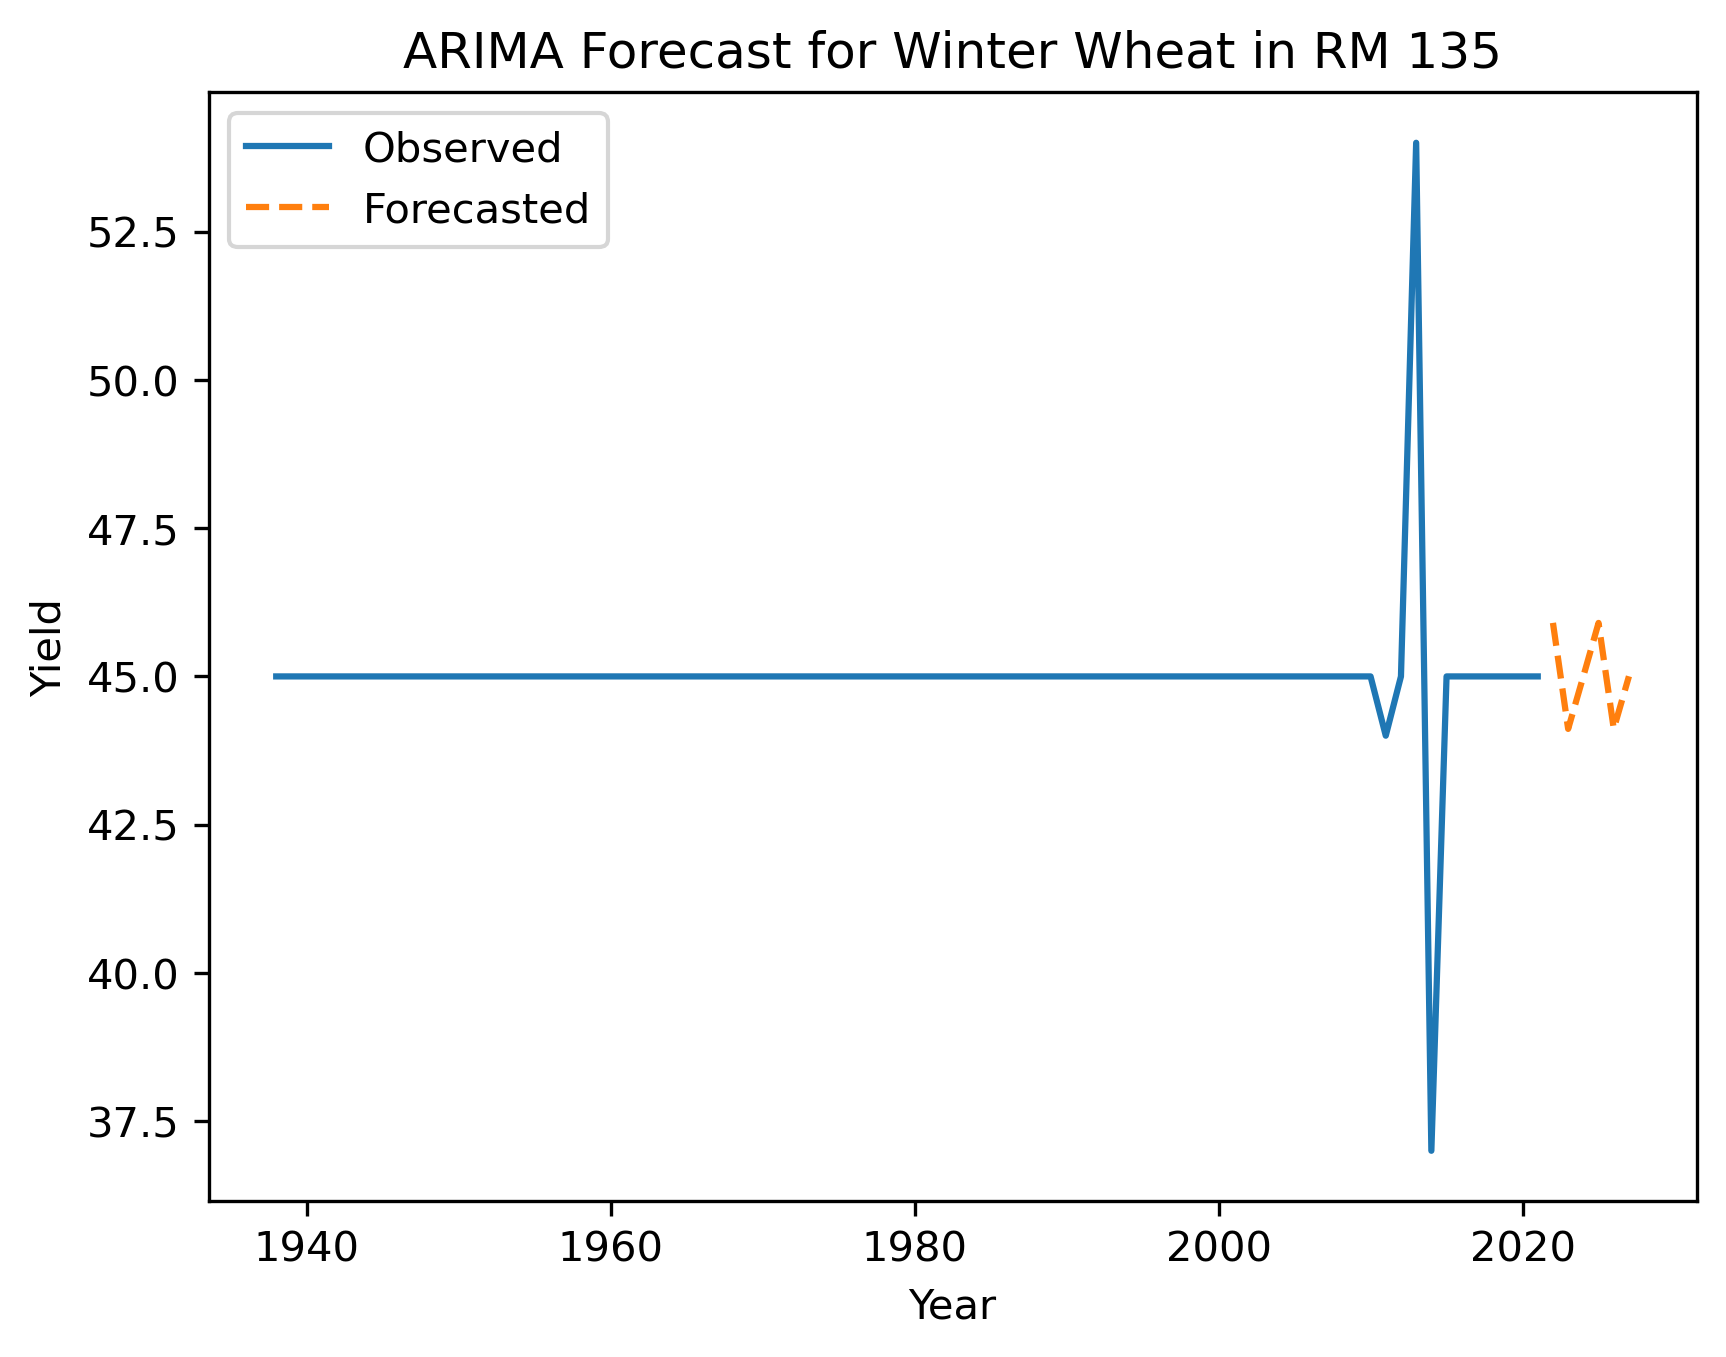 ARIMA Forecast for Winter Wheat in RM 135
Observed
Forecasted
52.5
50.0
47.5
45.0
42.5
40.0
37.5
Yield
1940 1960 1980 2000 2020
Year